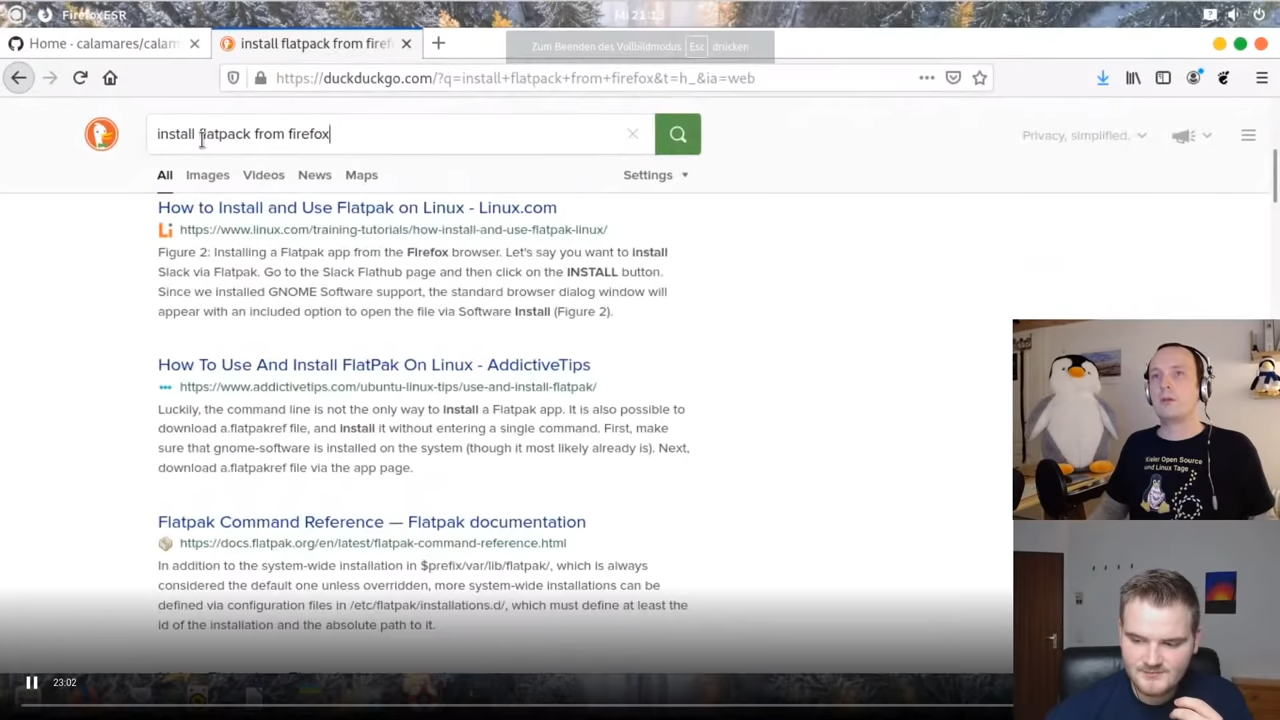 FirefoxESR
Mi 21:13
Home - calamares/calam
install flatpack from firef
Zum Beenden des Vollbildmodus Esc drücken
https://duckduckgo.com/?q=install+flatpack+from+firefox&t=h_&ia=web
install flatpack from firefox
Privacy, simplified.
All Images Videos News Maps Settings
How to Install and Use Flatpak on Linux - Linux.com
https://www.linux.com/training-tutorials/how-install-and-use-flatpak-linux/
Figure 2: Installing a Flatpak app from the Firefox browser. Let's say you want to install
Slack via Flatpak. Go to the Slack Flathub page and then click on the INSTALL button.
Since we installed GNOME Software support, the standard browser dialog window will
appear with an included option to open the file via Software Install (Figure 2).
How To Use And Install FlatPak On Linux - AddictiveTips
https://www.addictivetips.com/ubuntu-linux-tips/use-and-install-flatpak/
Luckily, the command line is not the only way to install a Flatpak app. It is also possible to
download a.flatpakref file, and install it without entering a single command. First, make
sure that gnome-software is installed on the system (though it most likely already is). Next,
download a.flatpakref file via the app page.
Flatpak Command Reference — Flatpak documentation
https://docs.flatpak.org/en/latest/flatpak-command-reference.html
In addition to the system-wide installation in $prefix/var/lib/flatpak/, which is always
considered the default one unless overridden, more system-wide installations can be
defined via configuration files in /etc/flatpak/installations.d/, which must define at least the
id of the installation and the absolute path to it.
Kieler Open Source
und Linux Tage
23:02